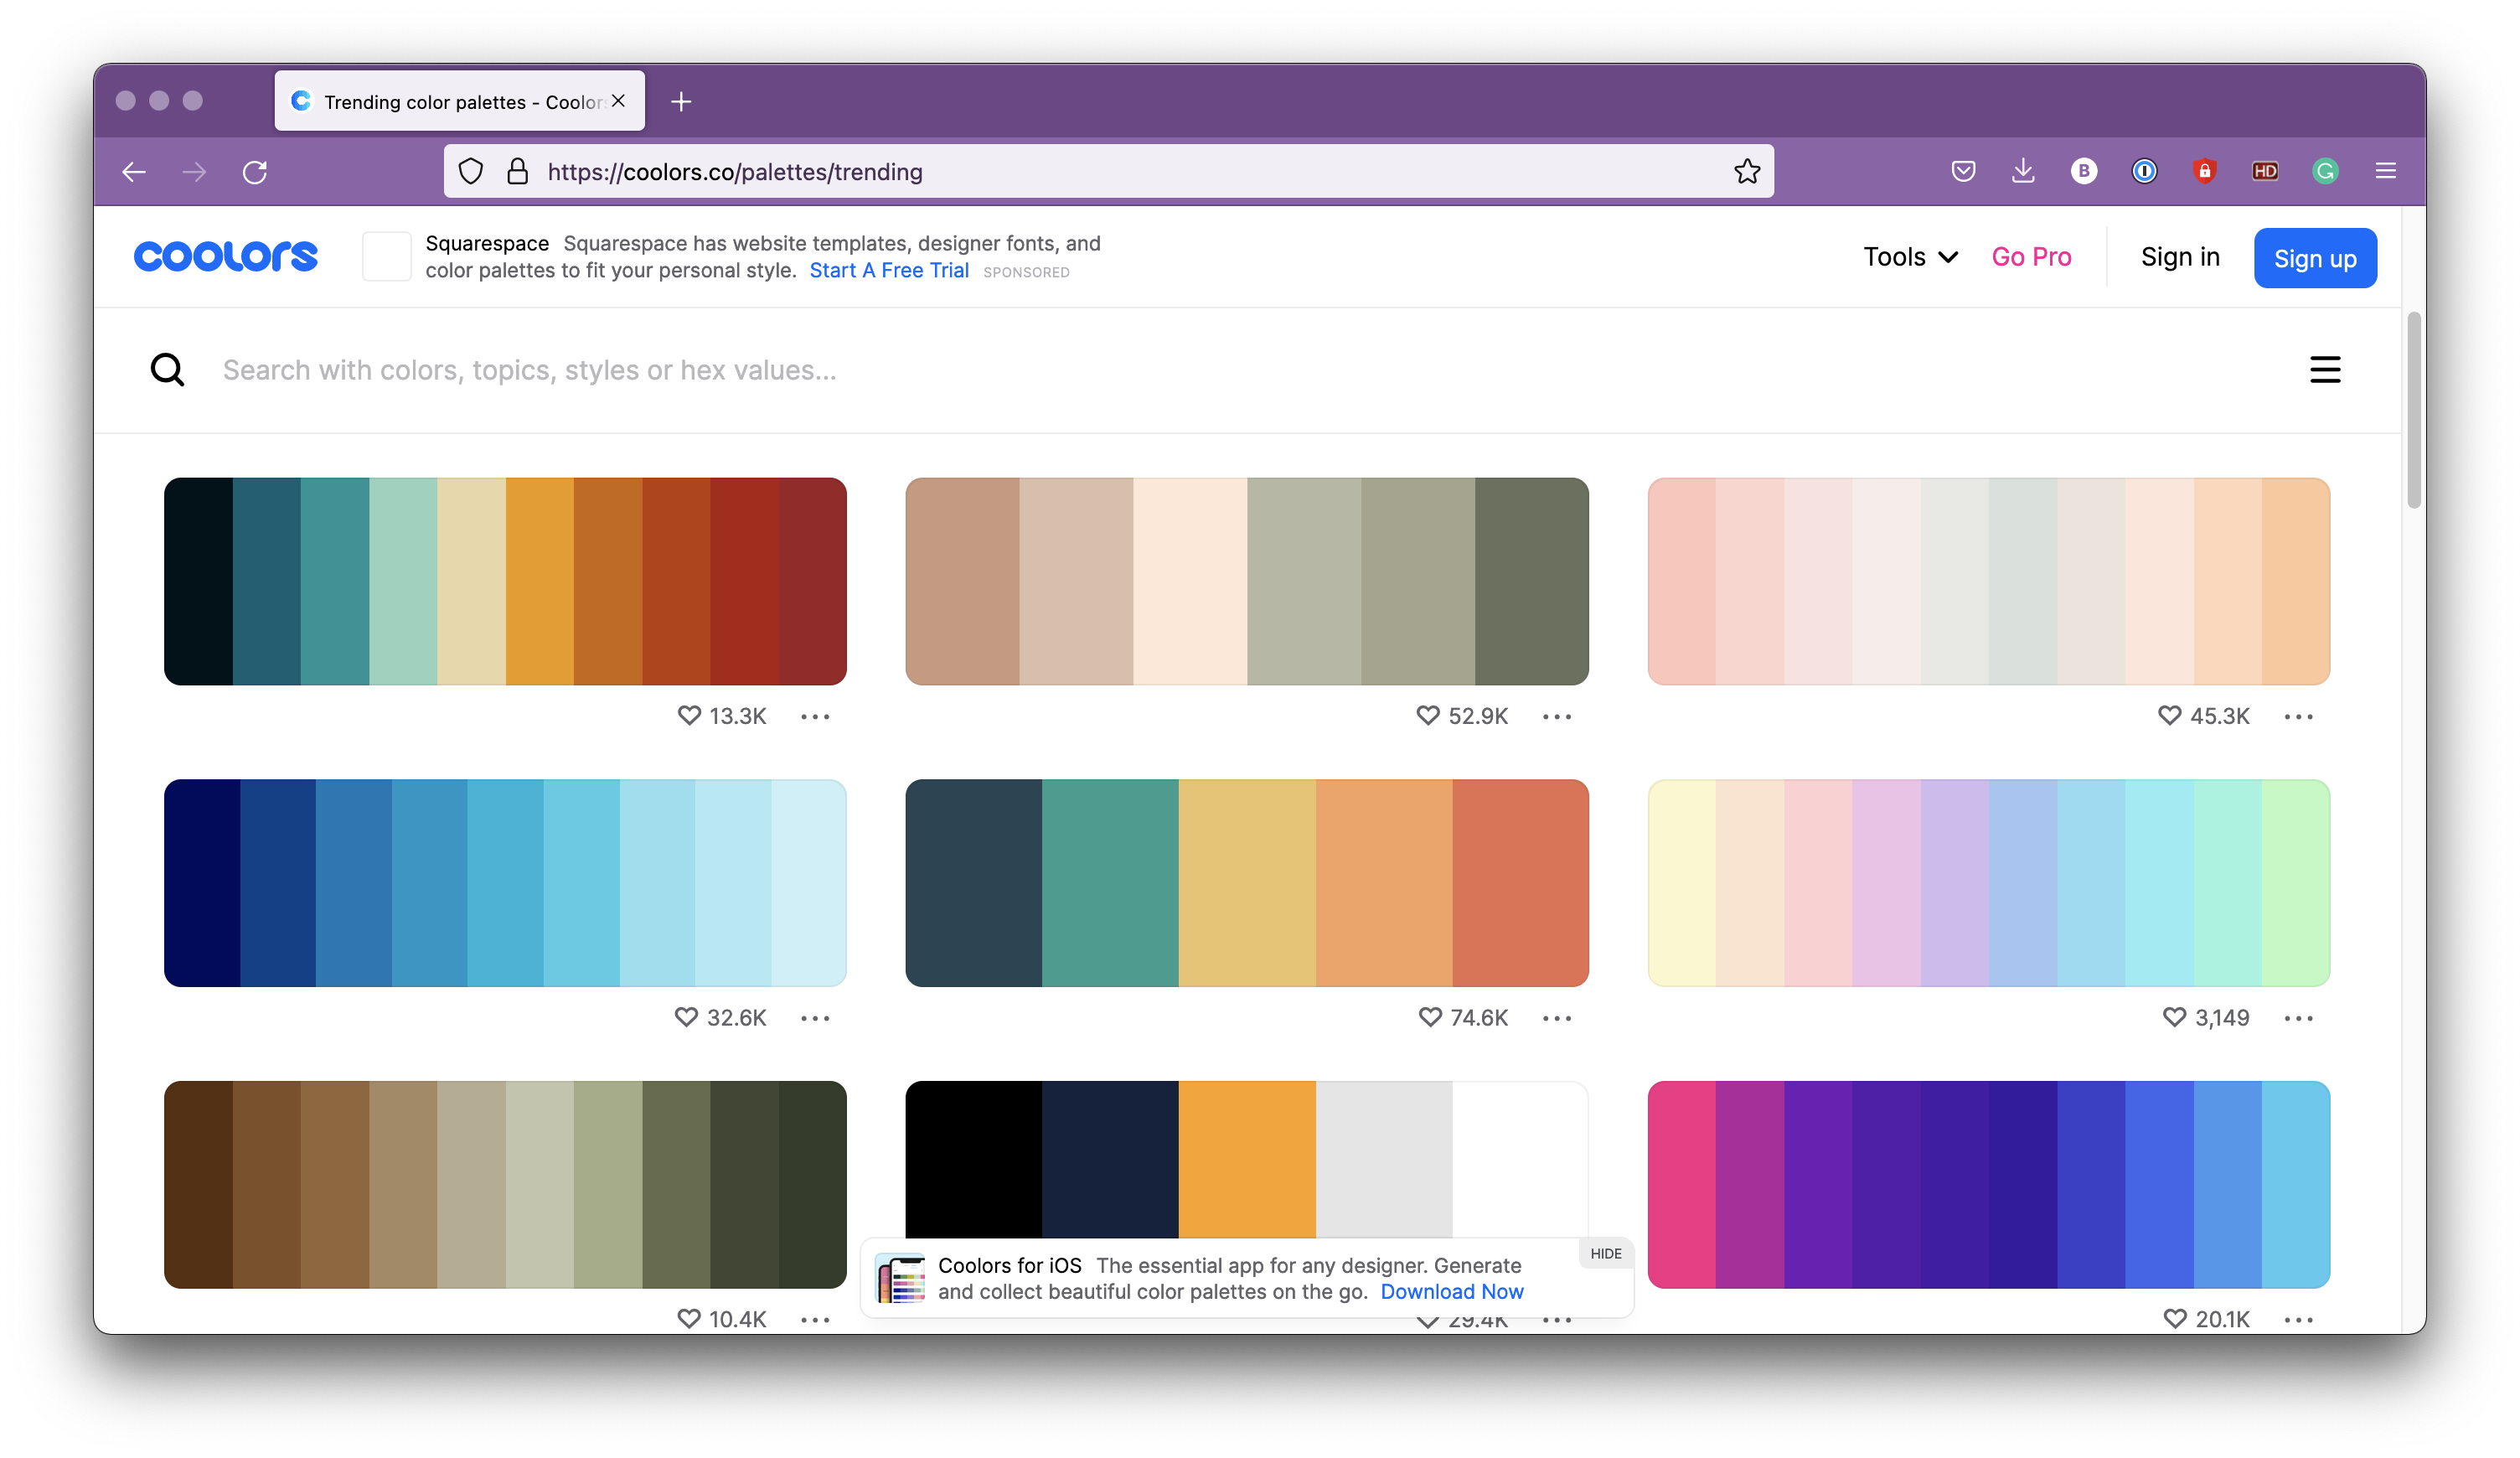 Trending color palettes - Coolors
https://coolors.co/palettes/trending
B
HD
G
coolors
Squarespace Squarespace has website templates, designer fonts, and
color palettes to fit your personal style. Start A Free Trial SPONSORED
Tools
Go Pro
Sign in
Sign up
Search with colors, topics, styles or hex values...
13.3K
52.9K
45.3K
32.6K
74.6K
3,149
HIDE
Coolors for iOS The essential app for any designer. Generate
and collect beautiful color palettes on the go. Download Now
10.4K
29.4K
20.1K